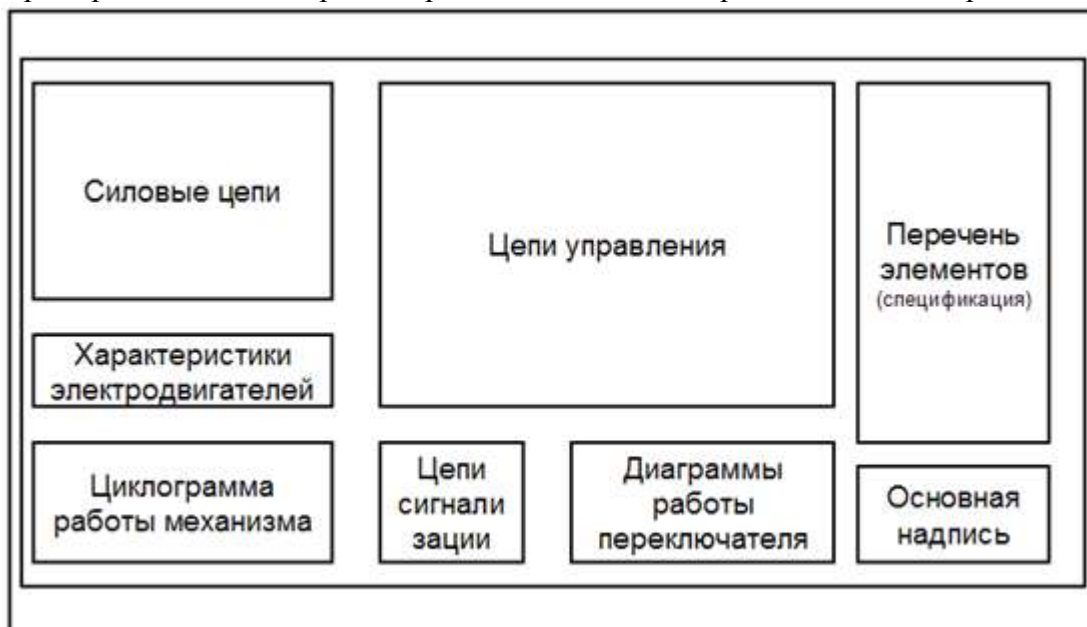 Силовые цепи
Цепи управления
Перечень
элементов
(спецификация)
Характеристики
электродвигателей
Циклограмма
работы механизма
Цепи
сигнали
зации
Диаграммы
работы
переключателя
Основная
надпись